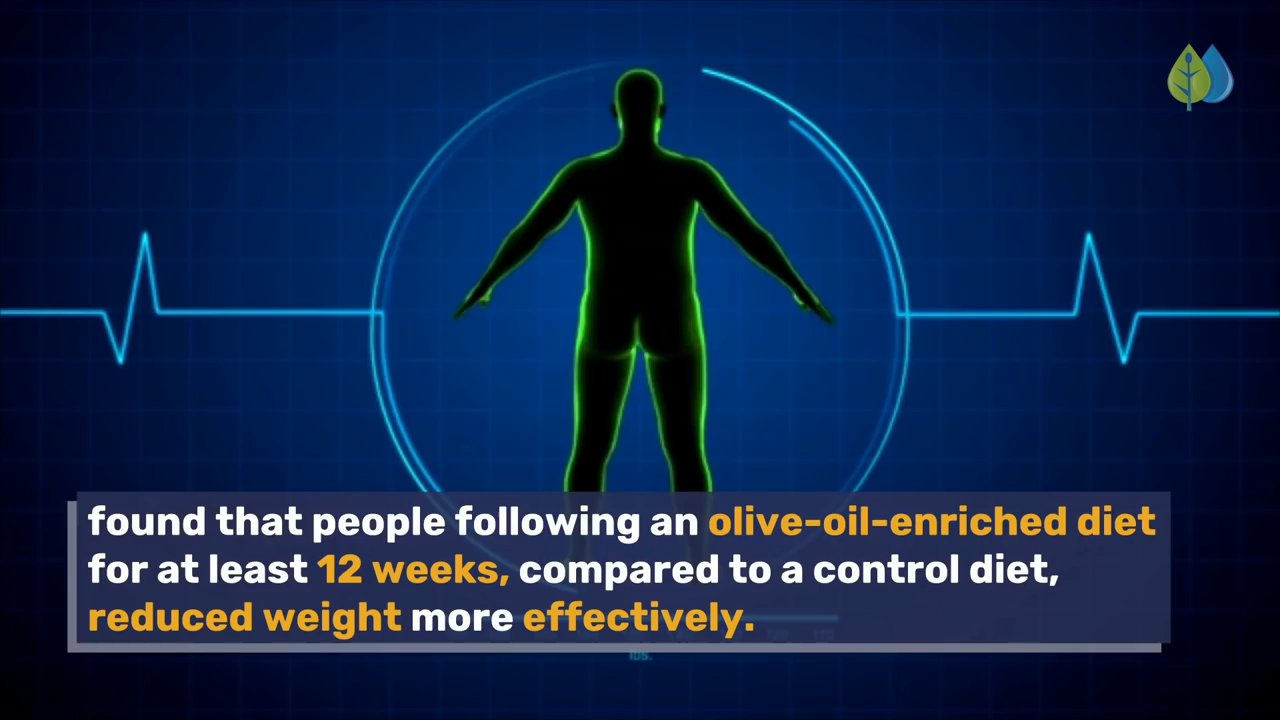 found that people following an olive-oil-enriched diet
for at least 12 weeks, compared to a control diet,
reduced weight more effectively.
lbs.